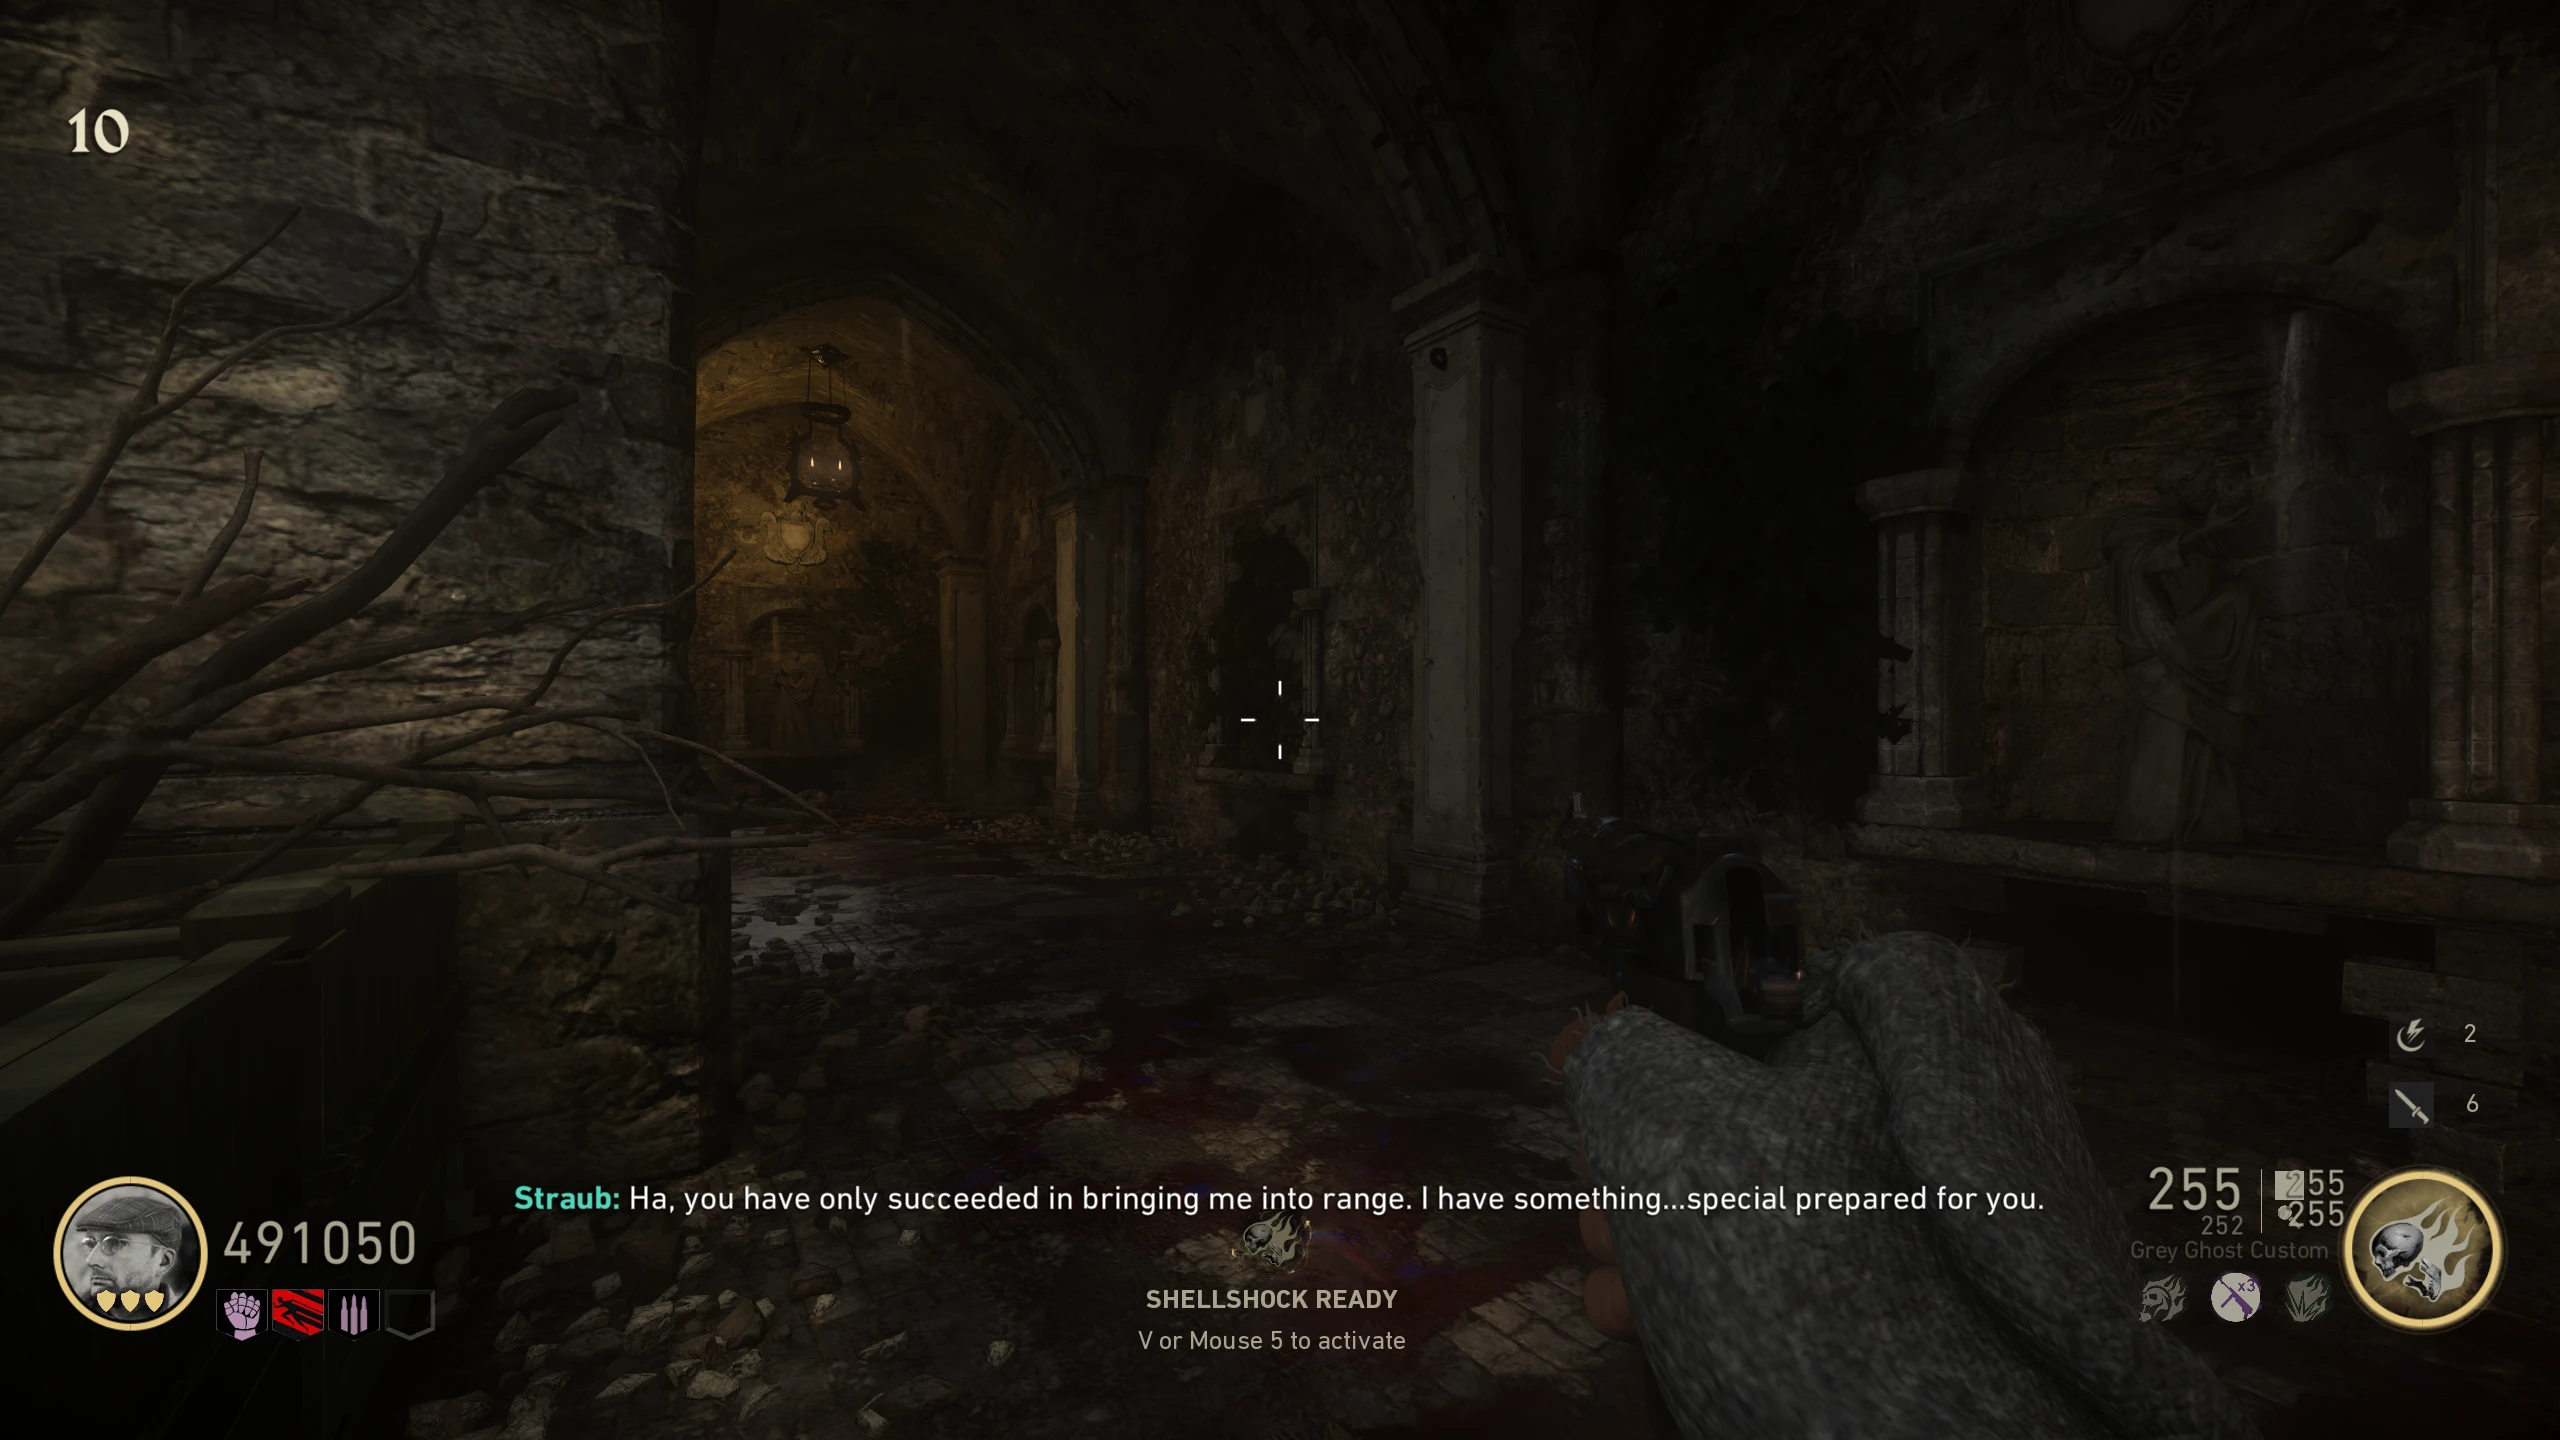 10
2
6
Straub: Ha, you have only succeeded in bringing me into range. I have something...special prepared for you.
255
255
252
255
491050
Grey Ghost Custom
x3
SHELLSHOCK READY
V or Mouse 5 to activate